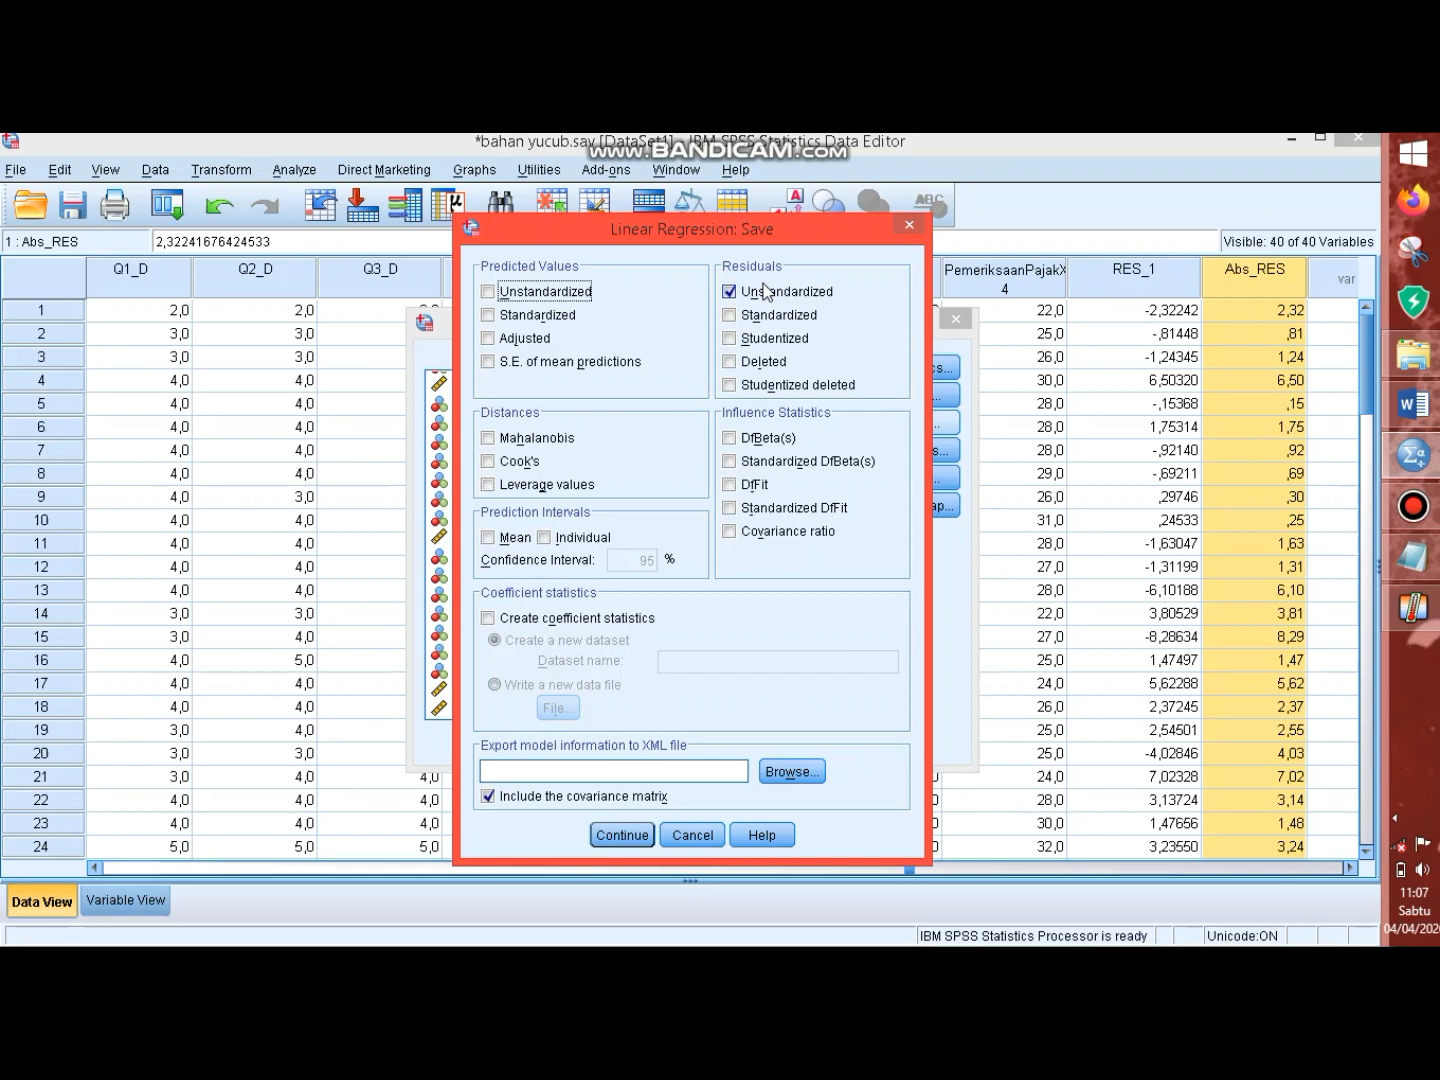 *bahan yucub.sav [DataSet1] - IBM SPSS Statistics Data Editor
www.BANDICAM.com
File Edit View Data Transform Analyze Direct Marketing Graphs Utilities Add-ons Window Help
1 : Abs_RES 2,32241676424533 Visible: 40 of 40 Variables
Q1_D Q2_D Q3_D PemeriksaanPajakX4 RES_1 Abs_RES var
1 2,0 2,0 22,0 -2,32242 2,32
2 3,0 3,0 25,0 -,81448 ,81
3 3,0 3,0 26,0 -1,24345 1,24
4 4,0 4,0 30,0 6,50320 6,50
5 4,0 4,0 28,0 -,15368 ,15
6 4,0 4,0 28,0 1,75314 1,75
7 4,0 4,0 28,0 -,92140 ,92
8 4,0 4,0 29,0 -,69211 ,69
9 4,0 3,0 26,0 ,29746 ,30
10 4,0 4,0 31,0 ,24533 ,25
11 4,0 4,0 28,0 -1,63047 1,63
12 4,0 4,0 27,0 -1,31199 1,31
13 4,0 4,0 28,0 -6,10188 6,10
14 3,0 3,0 22,0 3,80529 3,81
15 3,0 4,0 27,0 -8,28634 8,29
16 4,0 5,0 25,0 1,47497 1,47
17 4,0 4,0 24,0 5,62288 5,62
18 4,0 4,0 26,0 2,37245 2,37
19 3,0 4,0 29,0 2,54501 2,55
20 3,0 3,0 25,0 -4,02846 4,03
21 3,0 4,0 4,0 24,0 7,02328 7,02
22 4,0 4,0 4,0 28,0 3,13724 3,14
23 4,0 4,0 4,0 30,0 1,47656 1,48
24 5,0 5,0 5,0 32,0 3,23550 3,24
Linear Regression: Save
Predicted Values
Unstandardized
Standardized
Adjusted
S.E. of mean predictions
Residuals
Unstandardized
Standardized
Studentized
Deleted
Studentized deleted
Distances
Mahalanobis
Cook's
Leverage values
Influence Statistics
DfBeta(s)
Standardized DfBeta(s)
DfFit
Standardized DfFit
Covariance ratio
Prediction Intervals
Mean Individual
Confidence Interval: 95 %
Coefficient statistics
Create coefficient statistics
Create a new dataset
Dataset name:
Write a new data file
File...
Export model information to XML file
Browse...
Include the covariance matrix
Continue Cancel Help
Data View Variable View
IBM SPSS Statistics Processor is ready Unicode:ON
11:07
Sabtu